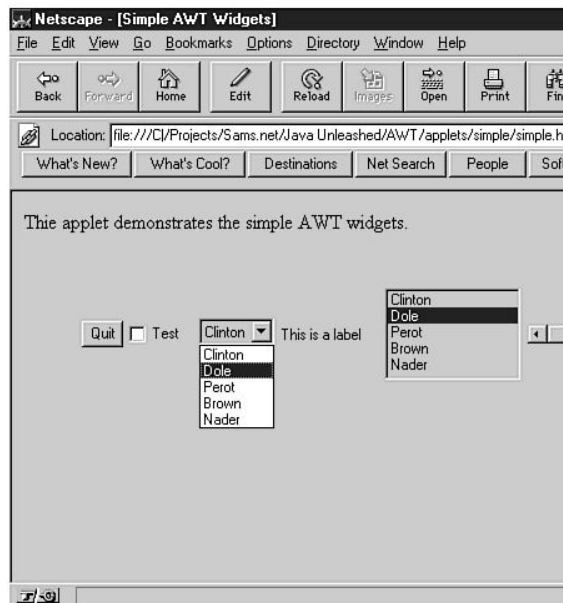 Netscape - [Simple AWT Widgets]
File Edit View Go Bookmarks Options Directory Window Help
Back Forward Home Edit Reload Images Open Print Fin
Location: file:///C|/Projects/Sams.net/Java Unleashed/AWT/applets/simple/simple.h
What's New? What's Cool? Destinations Net Search People Sof
Thie applet demonstrates the simple AWT widgets.
Quit Test Clinton This is a label
Clinton
Dole
Perot
Brown
Nader
Clinton
Dole
Perot
Brown
Nader